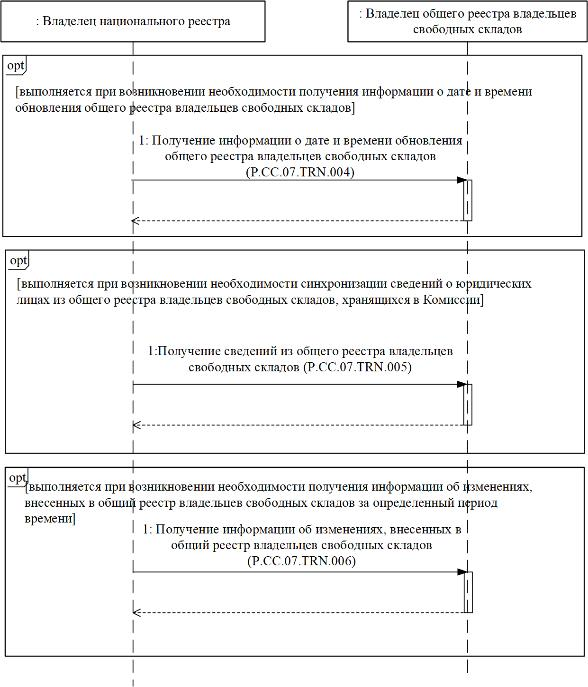 : Владелец национального реестра
: Владелец общего реестра владельцев
свободных складов
opt
[выполняется при возникновении необходимости получения информации о дате и времени
обновления общего реестра владельцев свободных складов]
1: Получение информации о дате и времени обновления
общего реестра владельцев свободных складов
(P.CC.07.TRN.004)
opt
[выполняется при возникновении необходимости синхронизации сведений о юридических
лицах из общего реестра владельцев свободных складов, хранящихся в Комиссии]
1:Получение сведений из общего реестра владельцев
свободных складов (P.CC.07.TRN.005)
opt
[выполняется при возникновении необходимости получения информации об изменениях,
внесенных в общий реестр владельцев свободных складов за определенный период
времени]
1: Получение информации об изменениях, внесенных в
общий реестр владельцев свободных складов
(P.CC.07.TRN.006)